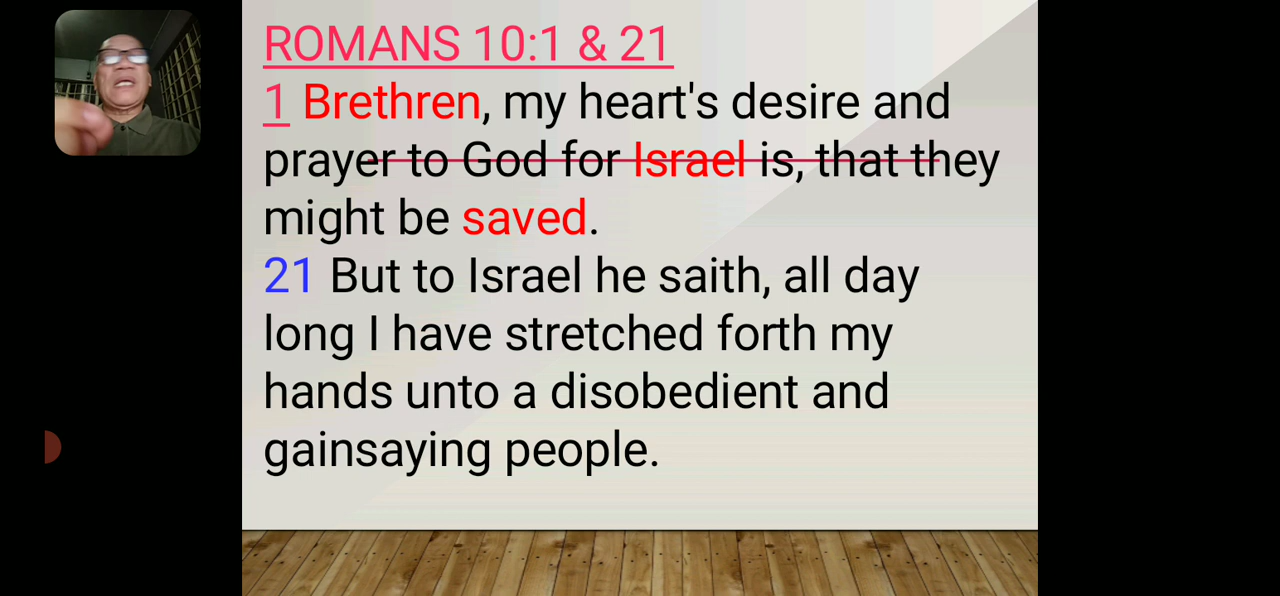 ROMANS 10:1 & 21
1 Brethren, my heart's desire and
prayer to God for Israel is, that they
might be saved.
21 But to Israel he saith, all day
long I have stretched forth my
hands unto a disobedient and
gainsaying people.